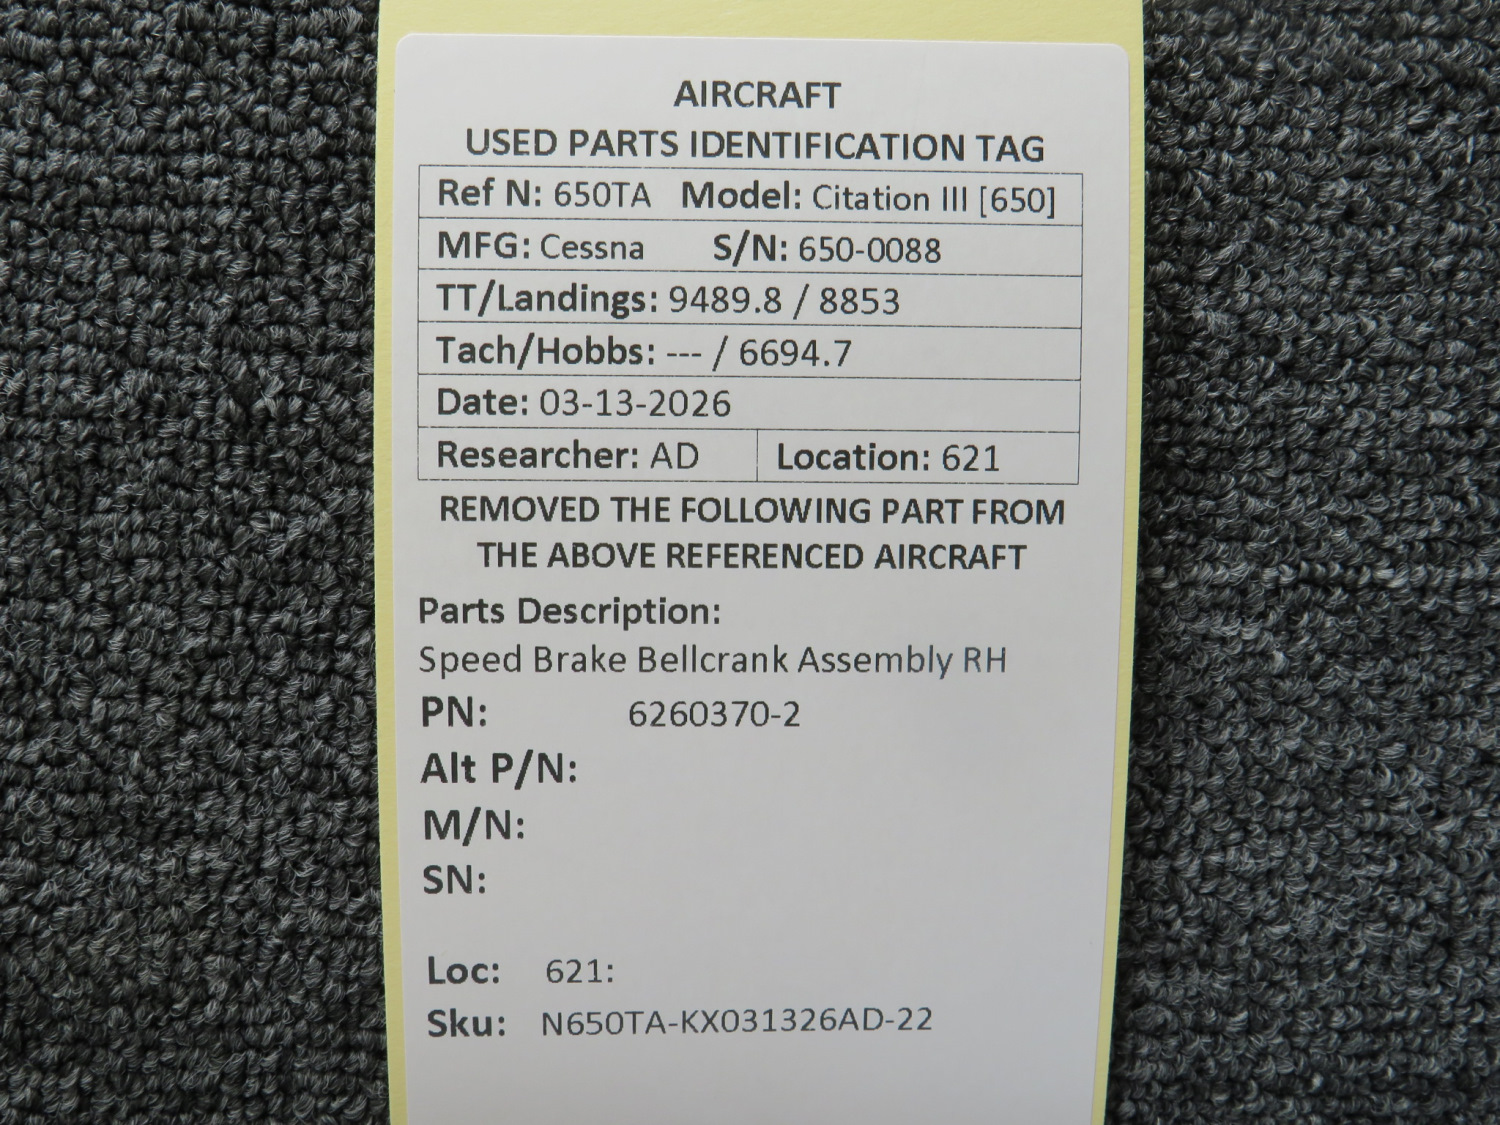 AIRCRAFT
USED PARTS IDENTIFICATION TAG
Ref N: 650TA Model: Citation III [650]
MFG: Cessna S/N: 650-0088
TT/Landings: 9489.8 / 8853
Tach/Hobbs: --- / 6694.7
Date: 03-13-2026
Researcher: AD Location: 621
REMOVED THE FOLLOWING PART FROM
THE ABOVE REFERENCED AIRCRAFT
Parts Description:
Speed Brake Bellcrank Assembly RH
PN: 6260370-2
Alt P/N:
M/N:
SN:
Loc: 621:
Sku: N650TA-KX031326AD-22